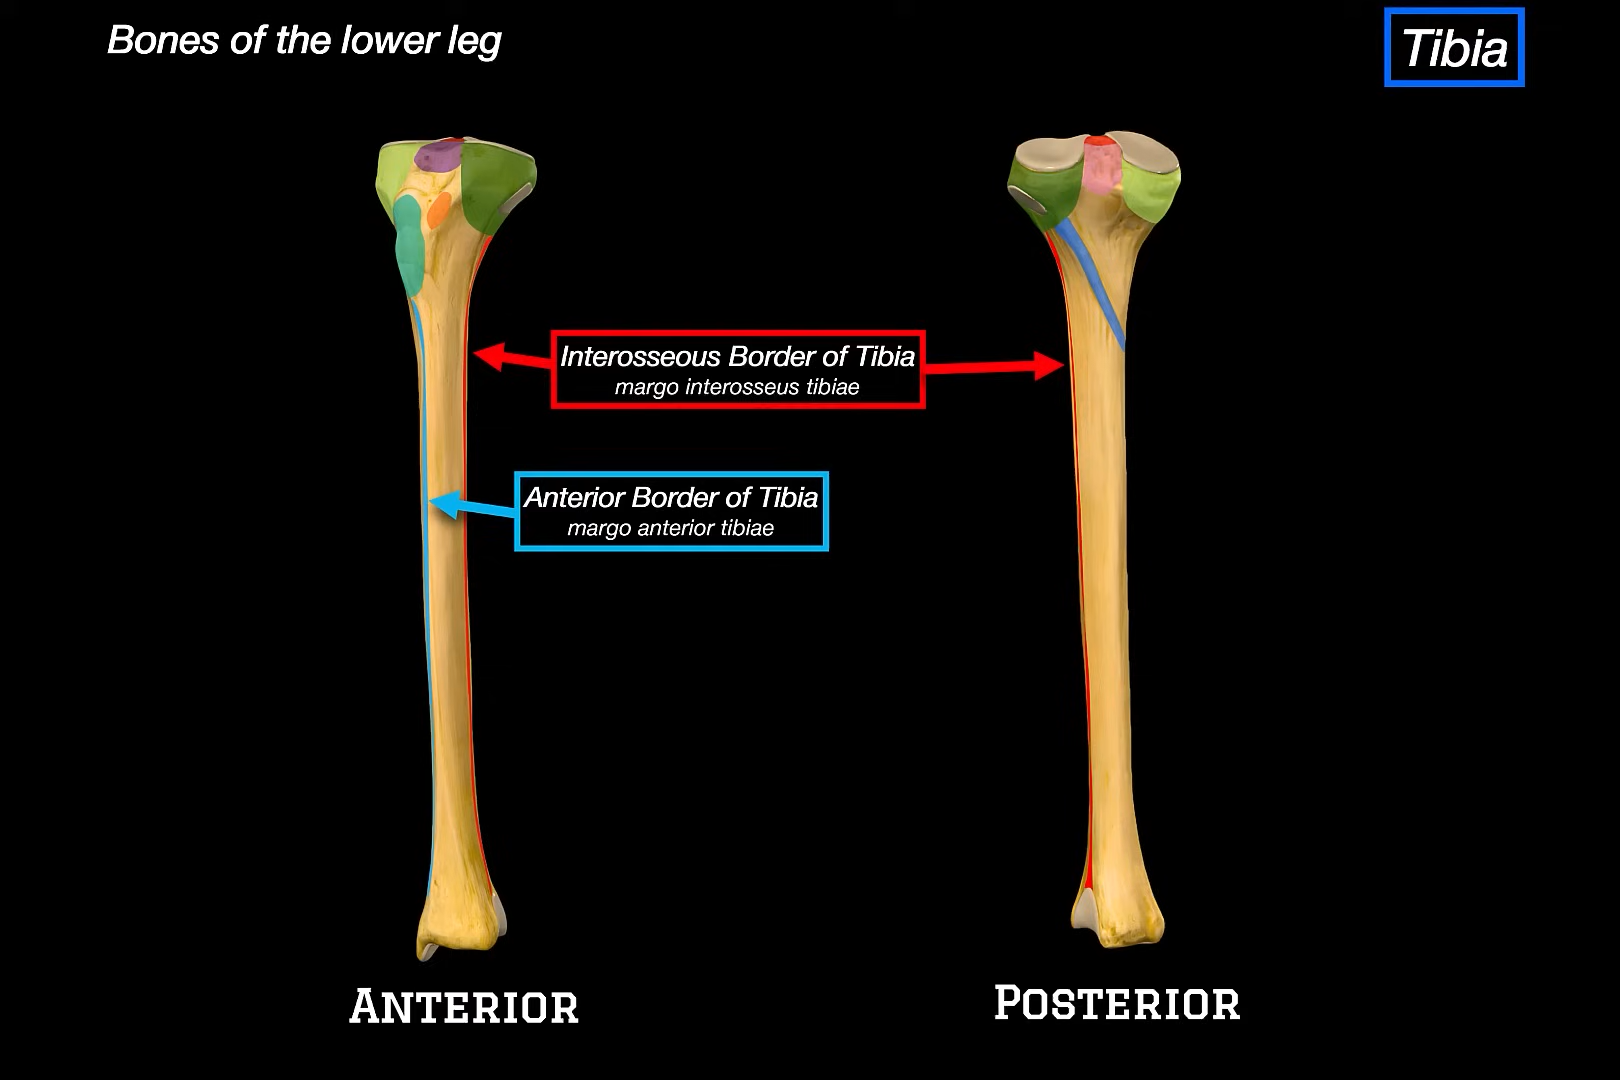 Bones of the lower leg
Tibia
Interosseous Border of Tibia
margo interosseus tibiae
Anterior Border of Tibia
margo anterior tibiae
ANTERIOR
POSTERIOR